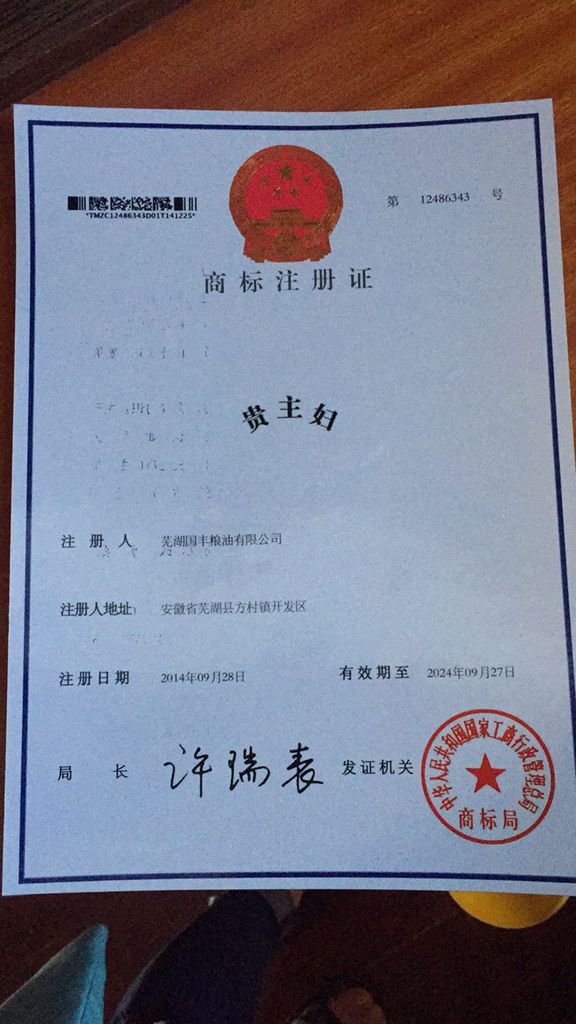 第 12486343 号
*TMZC12486343D01T141225*
商标注册证
贵主妇
注册人 芜湖国丰粮油有限公司
注册人地址 安徽省芜湖县方村镇开发区
注册日期 2014年09月28日 有效期至 2024年09月27日
局长 许瑞表 发证机关
中华人民共和国国家工商行政管理总局
商标局